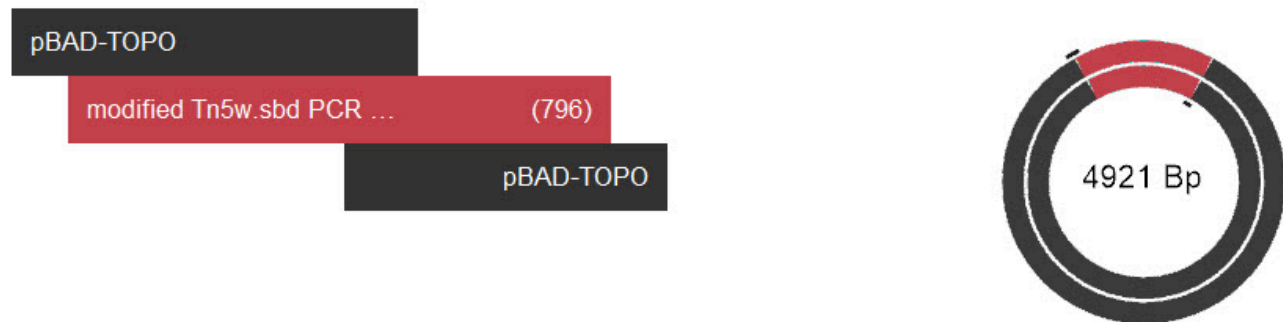 pBAD-TOPO
modified Tn5w.sbd PCR ... (796)
pBAD-TOPO
4921 Bp